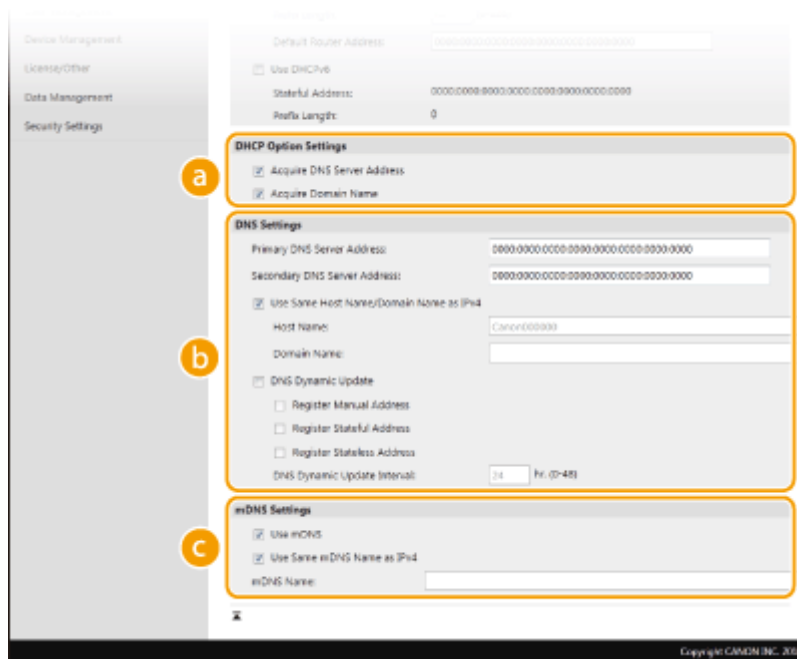 Device Management
License/Other
Data Management
Security Settings
Default Router Address:
Use DHCPv6
Stateful Address: 0000:0000:0000:0000:0000:0000:0000:0000
Prefix Length: 0
a
DHCP Option Settings
Acquire DNS Server Address
Acquire Domain Name
b
DNS Settings
Primary DNS Server Address: 0000:0000:0000:0000:0000:0000:0000:0000
Secondary DNS Server Address: 0000:0000:0000:0000:0000:0000:0000:0000
Use Same Host Name/Domain Name as IPv4
Host Name: Canon000000
Domain Name:
DNS Dynamic Update
Register Manual Address
Register Stateful Address
Register Stateless Address
DNS Dynamic Update Interval: 24 hr. (0-48)
c
mDNS Settings
Use mDNS
Use Same mDNS Name as IPv4
mDNS Name:
Copyright CANON INC. 20